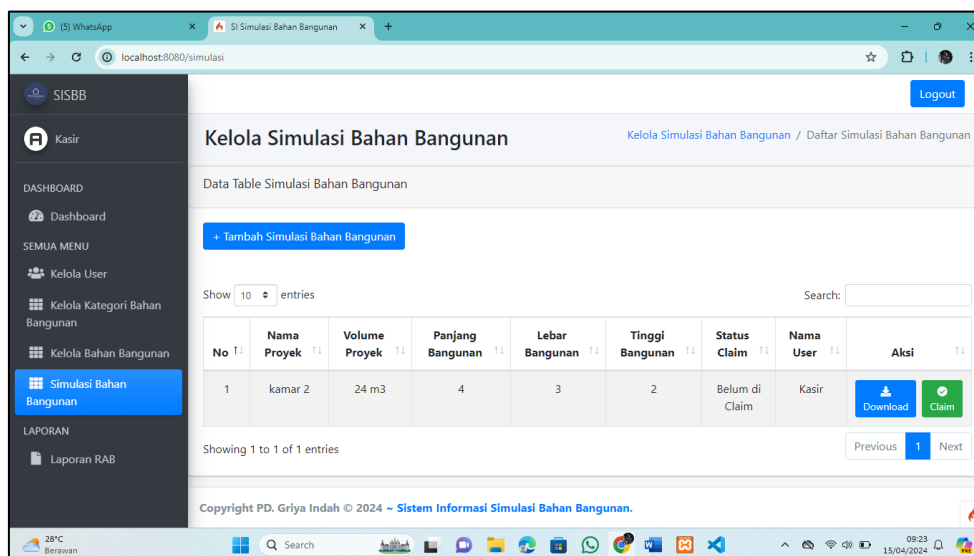 (5) WhatsApp
SI Simulasi Bahan Bangunan
localhost:8080/simulasi
SISBB
Logout
Kasir
Kelola Simulasi Bahan Bangunan
Kelola Simulasi Bahan Bangunan / Daftar Simulasi Bahan Bangunan
DASHBOARD
Dashboard
SEMUA MENU
Kelola User
Kelola Kategori Bahan
Bangunan
Kelola Bahan Bangunan
Simulasi Bahan
Bangunan
LAPORAN
Laporan RAB
Data Table Simulasi Bahan Bangunan
+ Tambah Simulasi Bahan Bangunan
Show 10 entries
Search:
No Nama Proyek Volume Proyek Panjang Bangunan Lebar Bangunan Tinggi Bangunan Status Claim Nama User Aksi
1 kamar 2 24 m3 4 3 2 Belum di Claim Kasir Download Claim
Showing 1 to 1 of 1 entries
Previous 1 Next
Copyright PD. Griya Indah © 2024 ~ Sistem Informasi Simulasi Bahan Bangunan.
28°C
Berawan
Search
09:23
15/04/2024